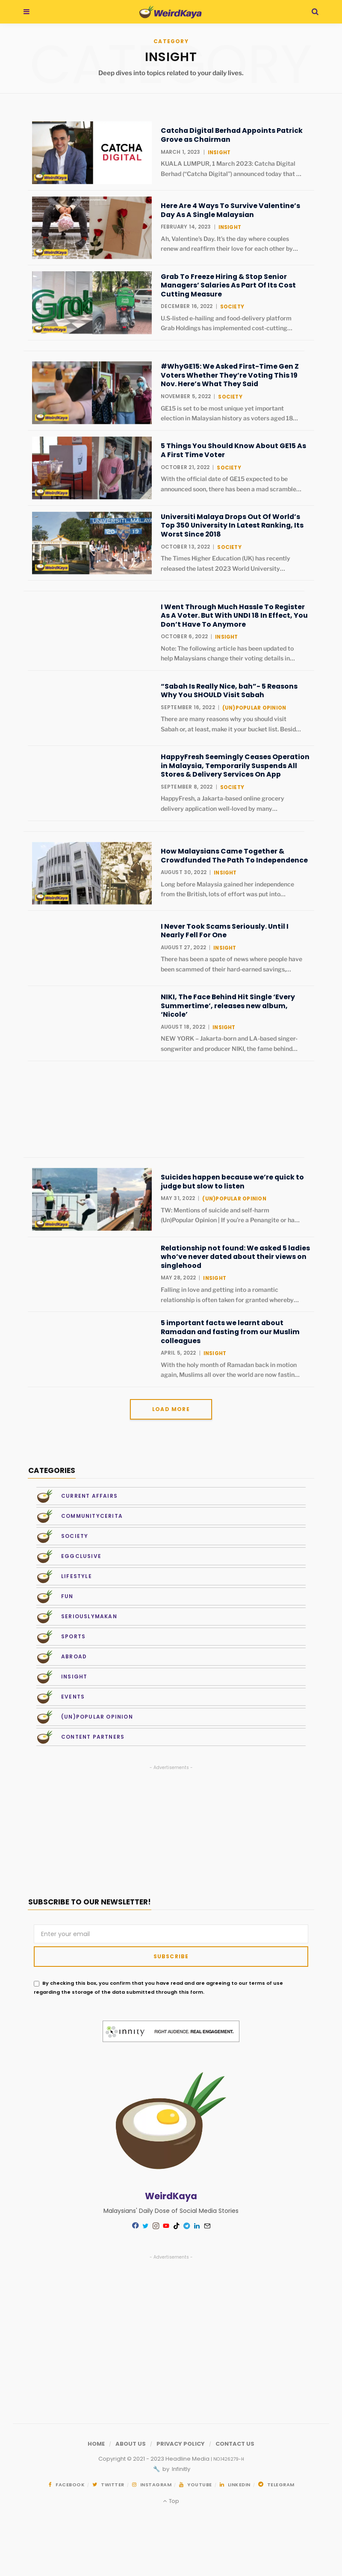 WeirdKaya
CATEGORY
INSIGHT
Deep dives into topics related to your daily lives.
CATCHA
DIGITAL
WeirdKaya
Catcha Digital Berhad Appoints Patrick
Grove as Chairman
MARCH 1, 2023 | INSIGHT
KUALA LUMPUR, 1 March 2023: Catcha Digital
Berhad (“Catcha Digital”) announced today that ...
WeirdKaya
Here Are 4 Ways To Survive Valentine’s
Day As A Single Malaysian
FEBRUARY 14, 2023 | INSIGHT
Ah, Valentine’s Day. It’s the day where couples
renew and reaffirm their love for each other by...
Grab
WeirdKaya
Grab To Freeze Hiring & Stop Senior
Managers’ Salaries As Part Of Its Cost
Cutting Measure
DECEMBER 16, 2022 | SOCIETY
U.S-listed e-hailing and food-delivery platform
Grab Holdings has implemented cost-cutting...
WeirdKaya
#WhyGE15: We Asked First-Time Gen Z
Voters Whether They’re Voting This 19
Nov. Here’s What They Said
NOVEMBER 5, 2022 | SOCIETY
GE15 is set to be most unique yet important
election in Malaysian history as voters aged 18...
WeirdKaya
5 Things You Should Know About GE15 As
A First Time Voter
OCTOBER 21, 2022 | SOCIETY
With the official date of GE15 expected to be
announced soon, there has been a mad scramble...
WeirdKaya
Universiti Malaya Drops Out Of World’s
Top 350 University In Latest Ranking, Its
Worst Since 2018
OCTOBER 13, 2022 | SOCIETY
The Times Higher Education (UK) has recently
released the latest 2023 World University...
I Went Through Much Hassle To Register
As A Voter. But With UNDI 18 In Effect, You
Don’t Have To Anymore
OCTOBER 6, 2022 | INSIGHT
Note: The following article has been updated to
help Malaysians change their voting details in...
“Sabah Is Really Nice, bah”- 5 Reasons
Why You SHOULD Visit Sabah
SEPTEMBER 16, 2022 | (UN)POPULAR OPINION
There are many reasons why you should visit
Sabah or, at least, make it your bucket list. Besid...
HappyFresh Seemingly Ceases Operation
in Malaysia, Temporarily Suspends All
Stores & Delivery Services On App
SEPTEMBER 8, 2022 | SOCIETY
HappyFresh, a Jakarta-based online grocery
delivery application well-loved by many...
WeirdKaya
How Malaysians Came Together &
Crowdfunded The Path To Independence
AUGUST 30, 2022 | INSIGHT
Long before Malaysia gained her independence
from the British, lots of effort was put into...
I Never Took Scams Seriously. Until I
Nearly Fell For One
AUGUST 27, 2022 | INSIGHT
There has been a spate of news where people have
been scammed of their hard-earned savings,...
NIKI, The Face Behind Hit Single ‘Every
Summertime’, releases new album,
‘Nicole’
AUGUST 18, 2022 | INSIGHT
NEW YORK – Jakarta-born and LA-based singer-
songwriter and producer NIKI, the fame behind...
WeirdKaya
Suicides happen because we’re quick to
judge but slow to listen
MAY 31, 2022 | (UN)POPULAR OPINION
TW: Mentions of suicide and self-harm
(Un)Popular Opinion | If you’re a Penangite or ha...
Relationship not found: We asked 5 ladies
who’ve never dated about their views on
singlehood
MAY 28, 2022 | INSIGHT
Falling in love and getting into a romantic
relationship is often taken for granted whereby...
5 important facts we learnt about
Ramadan and fasting from our Muslim
colleagues
APRIL 5, 2022 | INSIGHT
With the holy month of Ramadan back in motion
again, Muslims all over the world are now fastin...
LOAD MORE
CATEGORIES
CURRENT AFFAIRS
COMMUNITYCERITA
SOCIETY
EGGCLUSIVE
LIFESTYLE
FUN
SERIOUSLYMAKAN
SPORTS
ABROAD
INSIGHT
EVENTS
(UN)POPULAR OPINION
CONTENT PARTNERS
- Advertisements -
SUBSCRIBE TO OUR NEWSLETTER!
Enter your email
SUBSCRIBE
By checking this box, you confirm that you have read and are agreeing to our terms of use
regarding the storage of the data submitted through this form.
innity RIGHT AUDIENCE. REAL ENGAGEMENT.
WeirdKaya
Malaysians' Daily Dose of Social Media Stories
- Advertisements -
HOME | ABOUT US | PRIVACY POLICY | CONTACT US
Copyright © 2021 - 2023 Headline Media
by Infinitly
FACEBOOK / TWITTER / INSTAGRAM / YOUTUBE / LINKEDIN / TELEGRAM
Top